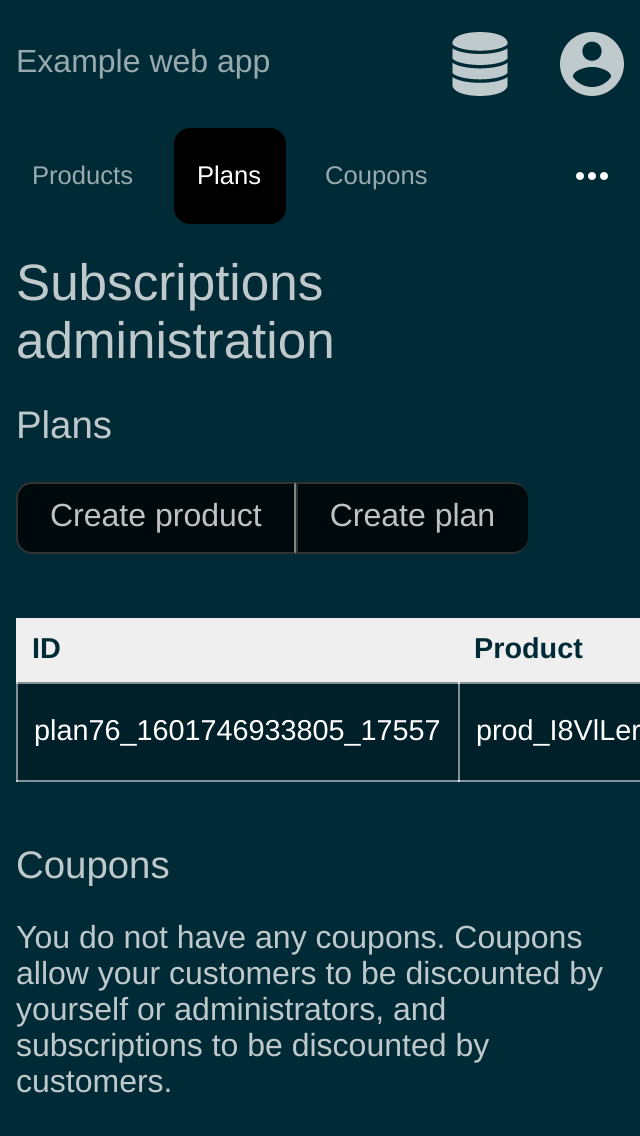 Example web app
Products Plans Coupons
Subscriptions
administration
Plans
Create product Create plan
ID Product
plan76_1601746933805_17557
Coupons
You do not have any coupons. Coupons
allow your customers to be discounted by
yourself or administrators, and
subscriptions to be discounted by
customers.